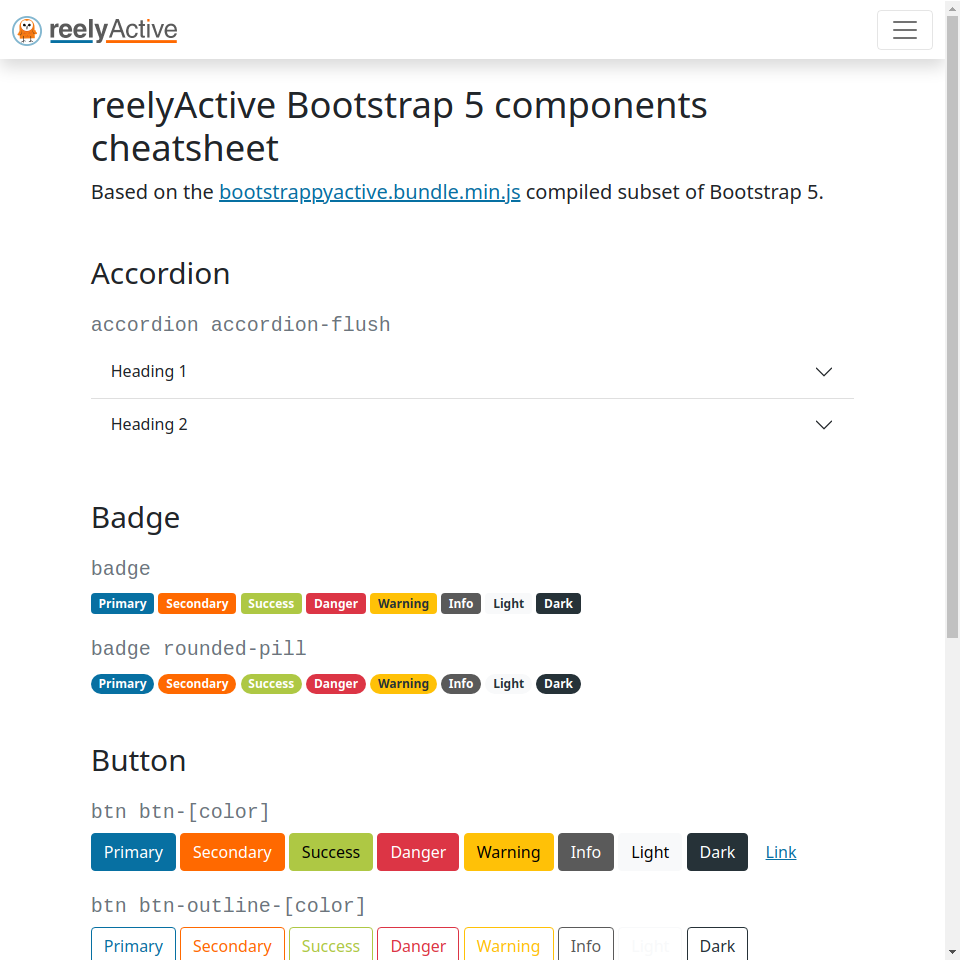 reelyActive
reelyActive Bootstrap 5 components
cheatsheet
Based on the bootstrappyactive.bundle.min.js compiled subset of Bootstrap 5.
Accordion
accordion accordion-flush
Heading 1
Heading 2
Badge
badge
Primary Secondary Success Danger Warning Info Light Dark
badge rounded-pill
Primary Secondary Success Danger Warning Info Light Dark
Button
btn btn-[color]
Primary Secondary Success Danger Warning Info Light Dark Link
btn btn-outline-[color]
Primary Secondary Success Danger Warning Info Light Dark